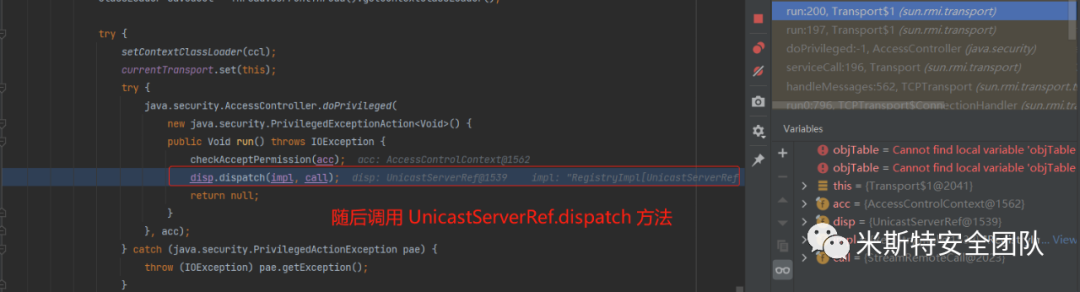 try {
setContextClassLoader(ccl);
currentTransport.set(this);
try {
java.security.AccessController.doPrivileged(
new java.security.PrivilegedExceptionAction<Void>() {
public Void run() throws IOException {
checkAcceptPermission(acc); acc: AccessControlContext@1562
disp.dispatch(impl, call); disp: UnicastServerRef@1539 impl: "RegistryImpl[UnicastServerRef
return null;
}
随后调用 UnicastServerRef.dispatch 方法
}, acc);
} catch (java.security.PrivilegedActionException pae) {
throw (IOException) pae.getException();
}
run:200, Transport$1 (sun.rmi.transport)
run:197, Transport$1 (sun.rmi.transport)
doPrivileged:-1, AccessController (java.security)
serviceCall:196, Transport (sun.rmi.transport)
handleMessages:562, TCPTransport (sun.rmi.transport.t
run0:796, TCPTransport$ConnectionHandler (sun.rmi.tran
Variables
objTable = Cannot find local variable 'objTable
objTable = Cannot find local variable 'objTable
this = {Transport$1@2041}
acc = {AccessControlContext@1562}
disp = {UnicastServerRef@1539}
... View
call = {StreamRemoteCall@2023}
米斯特安全团队